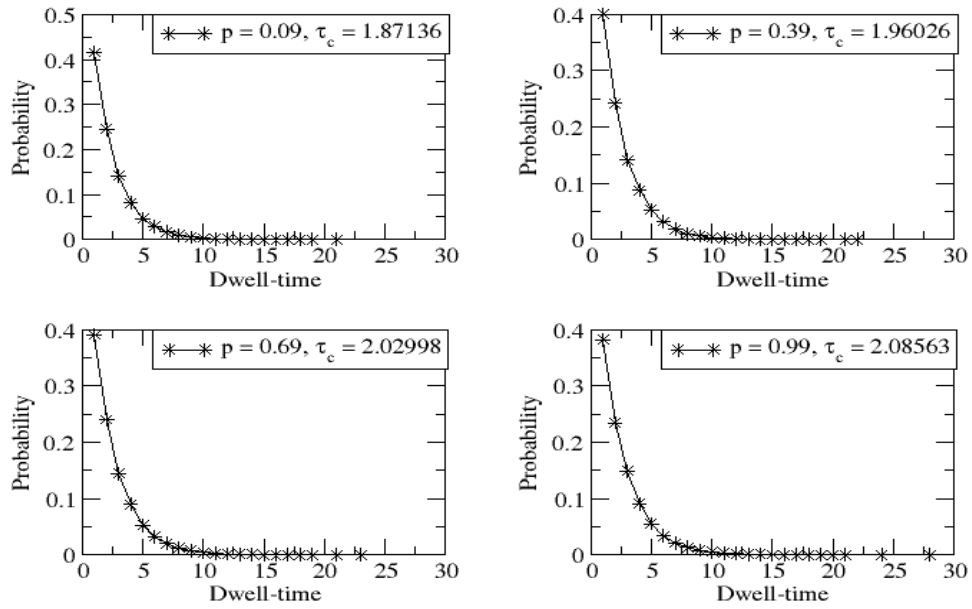 0.5
p = 0.09, τc = 1.87136
0.4
0.3
0.2
0.1
0
Probability
0 5 10 15 20 25 30
Dwell-time
0.4
p = 0.39, τc = 1.96026
0.3
0.2
0.1
0
Probability
0 5 10 15 20 25 30
Dwell-time
0.4
p = 0.69, τc = 2.02998
0.3
0.2
0.1
0
Probability
0 5 10 15 20 25 30
Dwell-time
0.4
p = 0.99, τc = 2.08563
0.3
0.2
0.1
0
Probability
0 5 10 15 20 25 30
Dwell-time